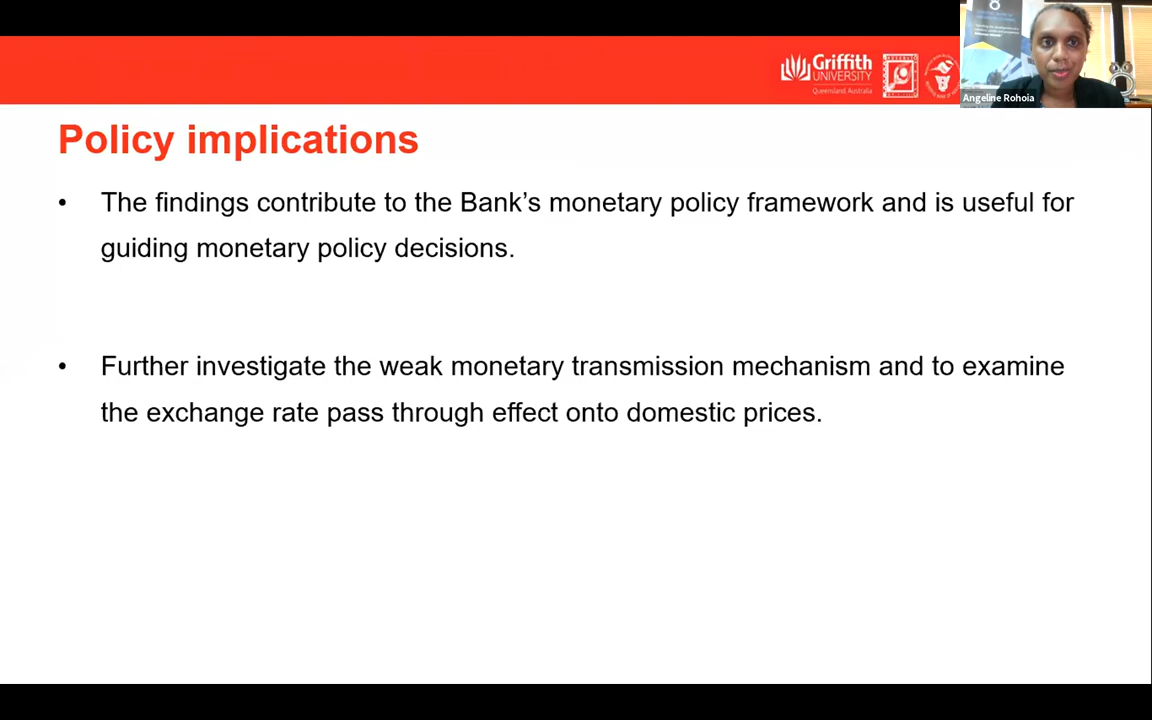 Griffith
UNIVERSITY
Queensland Australia
Angeline Rohoia
Policy implications
• The findings contribute to the Bank’s monetary policy framework and is useful for
guiding monetary policy decisions.
• Further investigate the weak monetary transmission mechanism and to examine
the exchange rate pass through effect onto domestic prices.